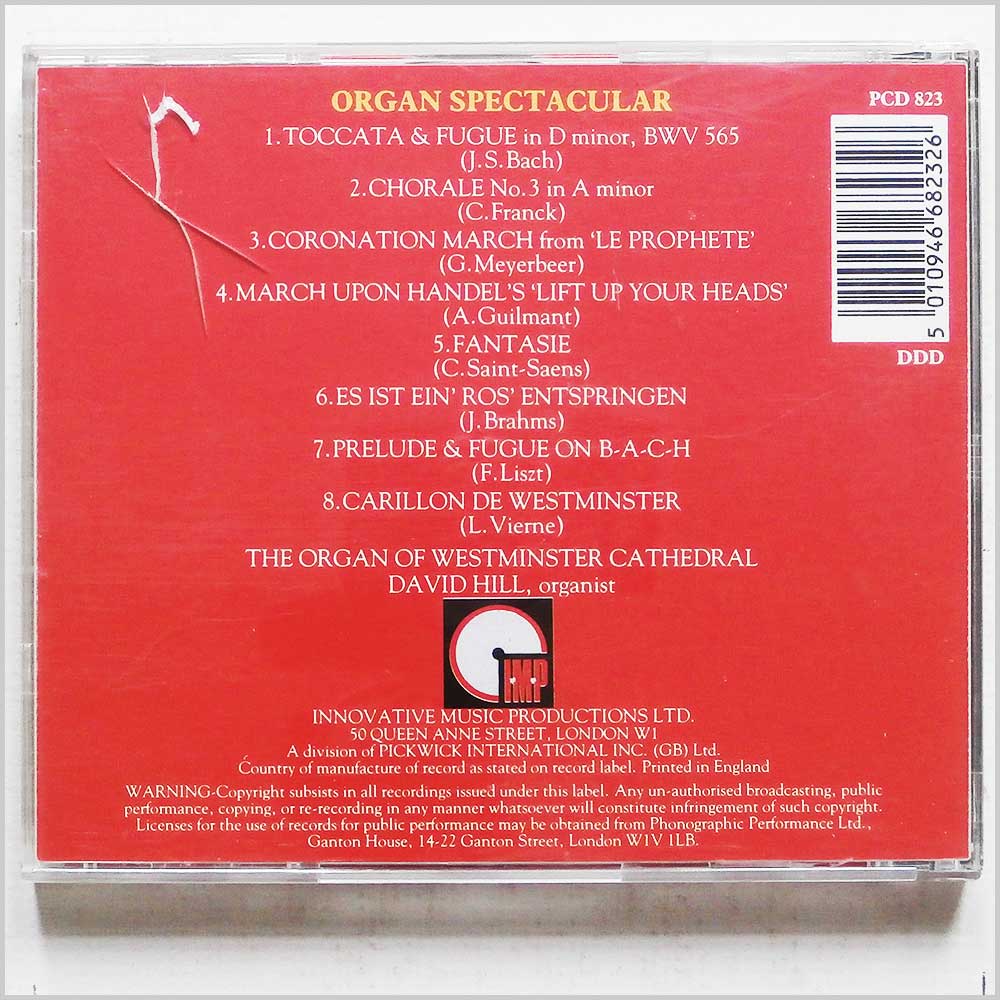 ORGAN SPECTACULAR
PCD 823
1.TOCCATA & FUGUE in D minor, BWV 565
(J.S.Bach)
2.CHORALE No.3 in A minor
(C.Franck)
3.CORONATION MARCH from ‘LE PROPHETE’
(G.Meyerbeer)
4.MARCH UPON HANDEL'S ‘LIFT UP YOUR HEADS’
(A.Guilmant)
5.FANTASIE
(C.Saint-Saens)
6.ES IST EIN' ROS' ENTSPRINGEN
(J.Brahms)
7.PRELUDE & FUGUE ON B-A-C-H
(F.Liszt)
8.CARILLON DE WESTMINSTER
(L.Vierne)
5 010946 682326
DDD
THE ORGAN OF WESTMINSTER CATHEDRAL
DAVID HILL, organist
IMP
INNOVATIVE MUSIC PRODUCTIONS LTD.
50 QUEEN ANNE STREET, LONDON W1
A division of PICKWICK INTERNATIONAL INC. (GB) Ltd.
Country of manufacture of record as stated on record label. Printed in England
WARNING-Copyright subsists in all recordings issued under this label. Any un-authorised broadcasting, public
performance, copying, or re-recording in any manner whatsoever will constitute infringement of such copyright.
Licenses for the use of records for public performance may be obtained from Phonographic Performance Ltd.,
Ganton House, 14-22 Ganton Street, London W1V 1LB.